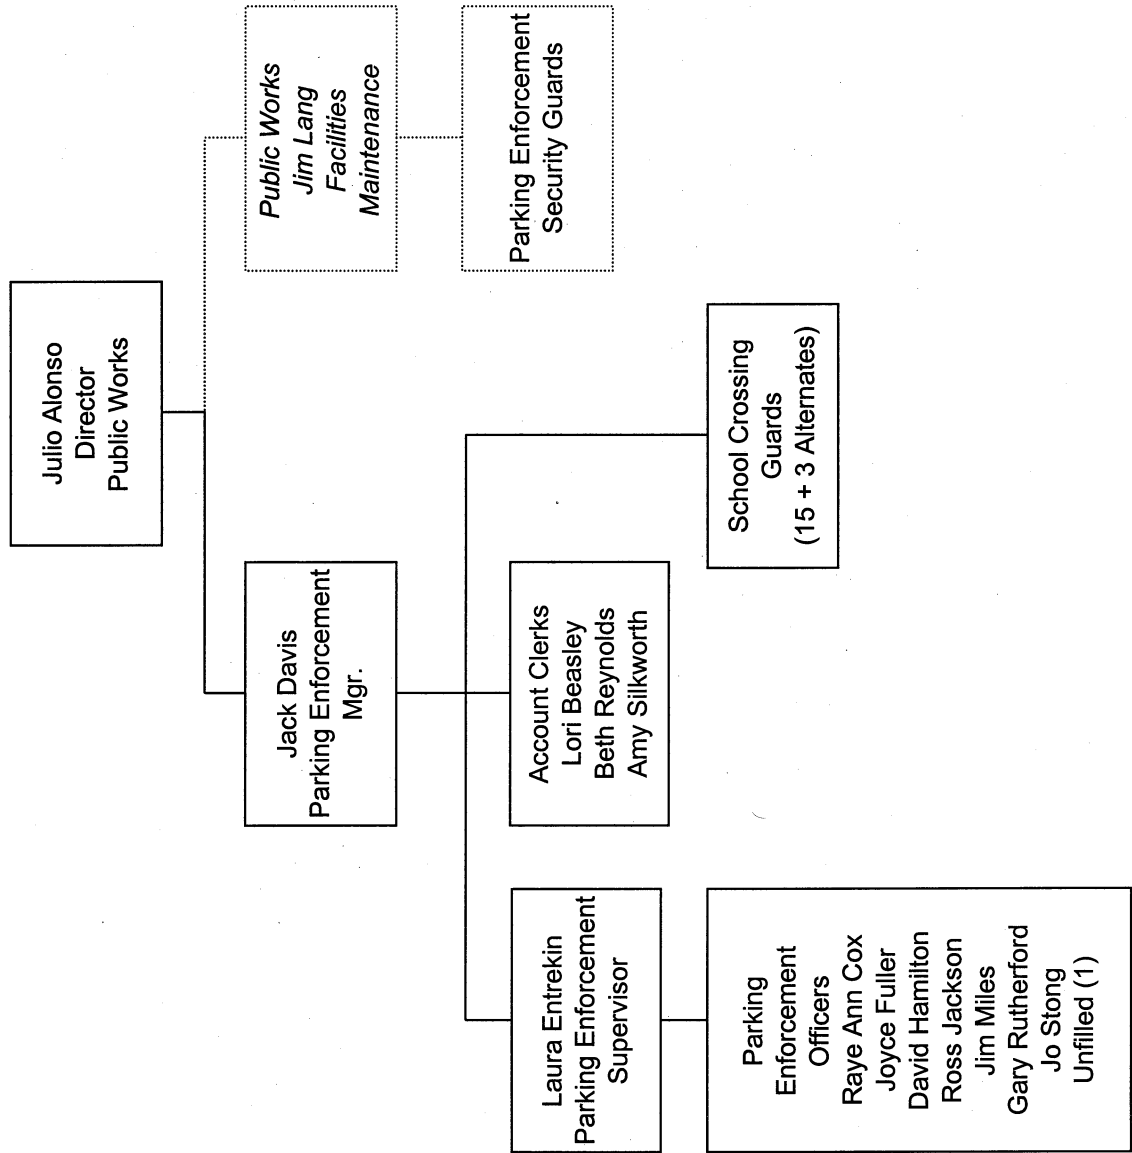 Julio Alonso
Director
Public Works
Jack Davis
Parking Enforcement
Mgr.
Public Works
Jim Lang
Facilities
Maintenance
Laura Entrekin
Parking Enforcement
Supervisor
Account Clerks
Lori Beasley
Beth Reynolds
Amy Silkworth
Parking Enforcement
Security Guards
Parking
Enforcement
Officers
Raye Ann Cox
Joyce Fuller
David Hamilton
Ross Jackson
Jim Miles
Gary Rutherford
Jo Stong
Unfilled (1)
School Crossing
Guards
(15 + 3 Alternates)